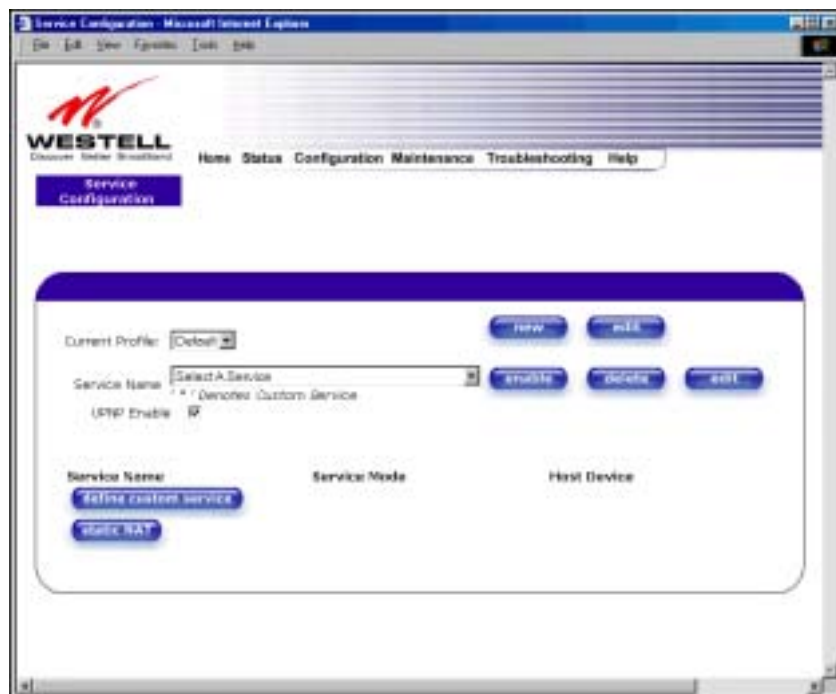 Service Configuration - Microsoft Internet Explorer
File Edit View Favorites Tools Help
WESTELL
Discover Better Broadband
Home Status Configuration Maintenance Troubleshooting Help
Service
Configuration
Current Profile: Default new edit
Service Name Select A Service enable delete edit
'*' Denotes Custom Service
UPNP Enable
Service Name Service Mode Host Device
define custom service
static NAT